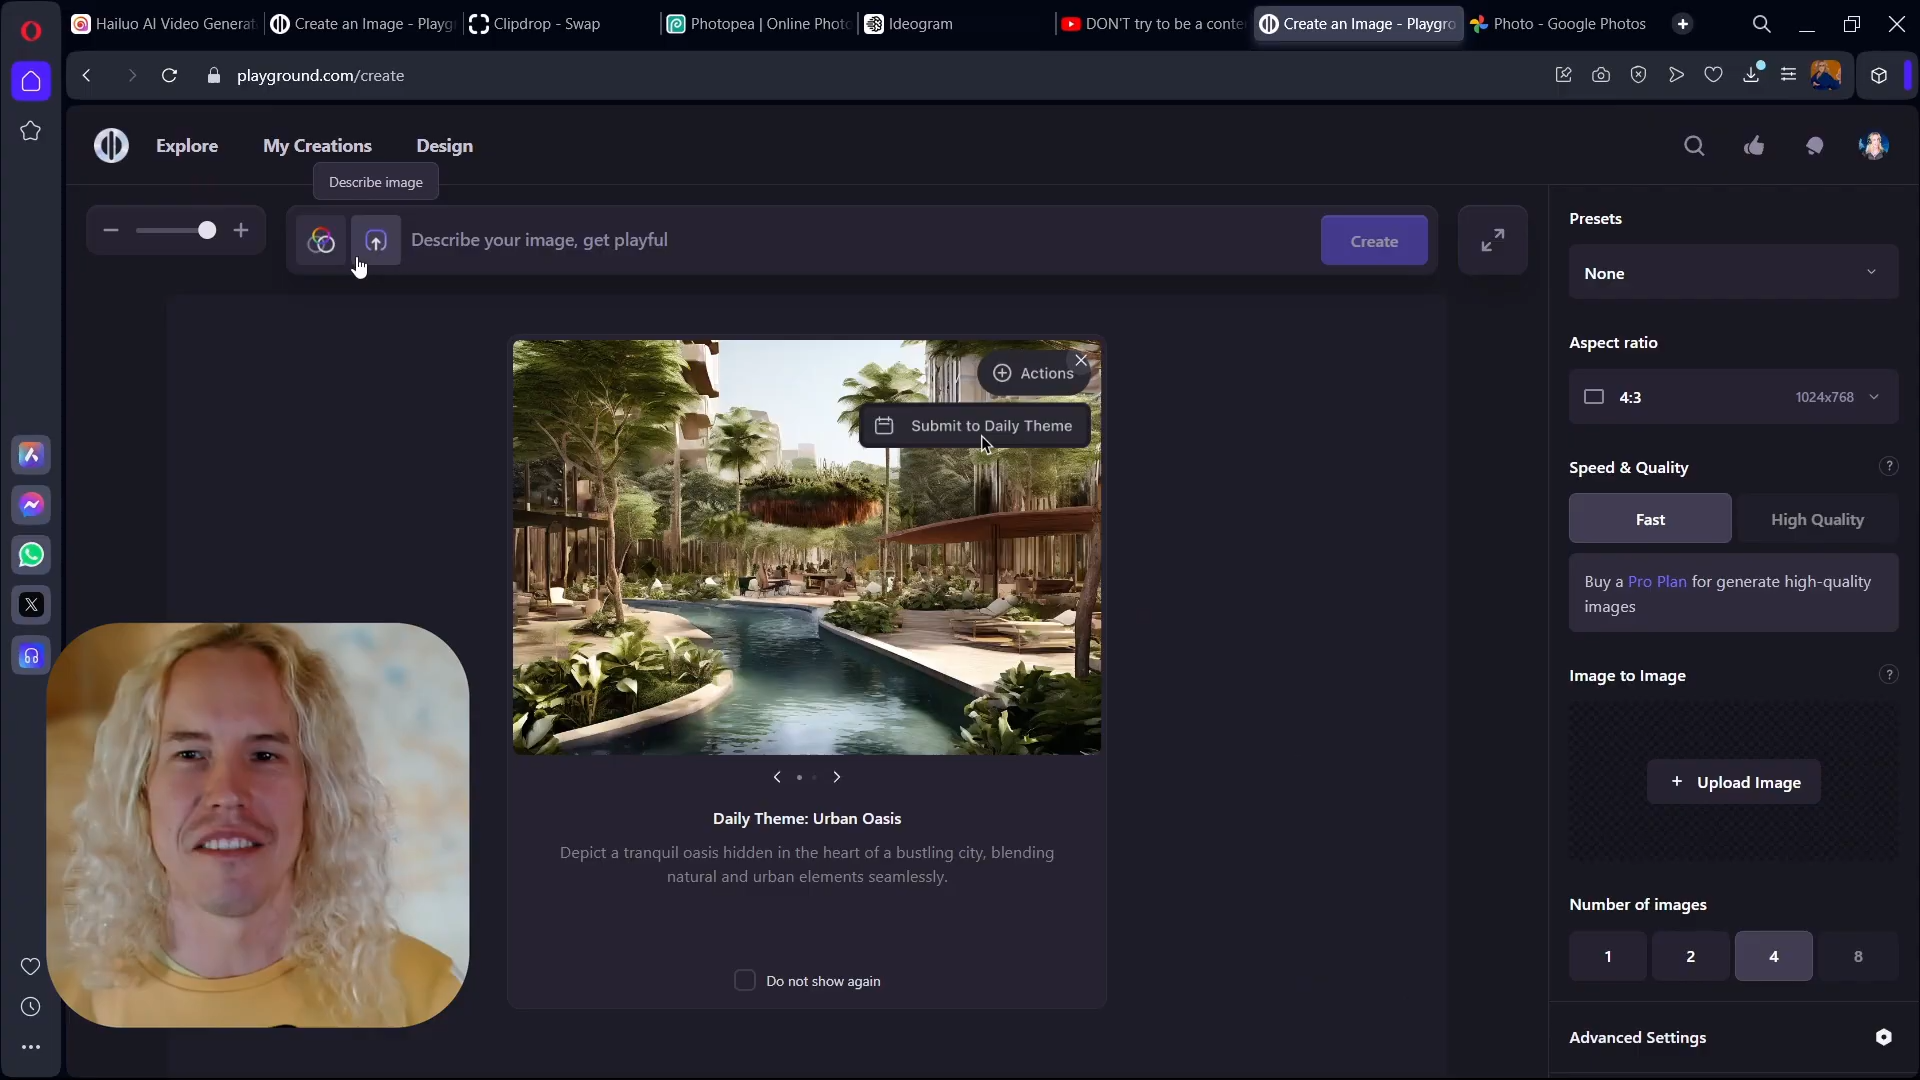 Hailuo AI Video Generat
Create an Image - Playg
Clipdrop - Swap
Photopea | Online Photo
Ideogram
DON'T try to be a conte
Create an Image - Playgro
Photo - Google Photos
playground.com/create
Explore
My Creations
Design
Describe image
Describe your image, get playful
Create
Actions
Submit to Daily Theme
Daily Theme: Urban Oasis
Depict a tranquil oasis hidden in the heart of a bustling city, blending
natural and urban elements seamlessly.
Do not show again
Presets
None
Aspect ratio
4:3
1024x768
Speed & Quality
?
Fast
High Quality
Buy a Pro Plan for generate high-quality
images
Image to Image
?
+ Upload Image
Number of images
1
2
4
8
Advanced Settings